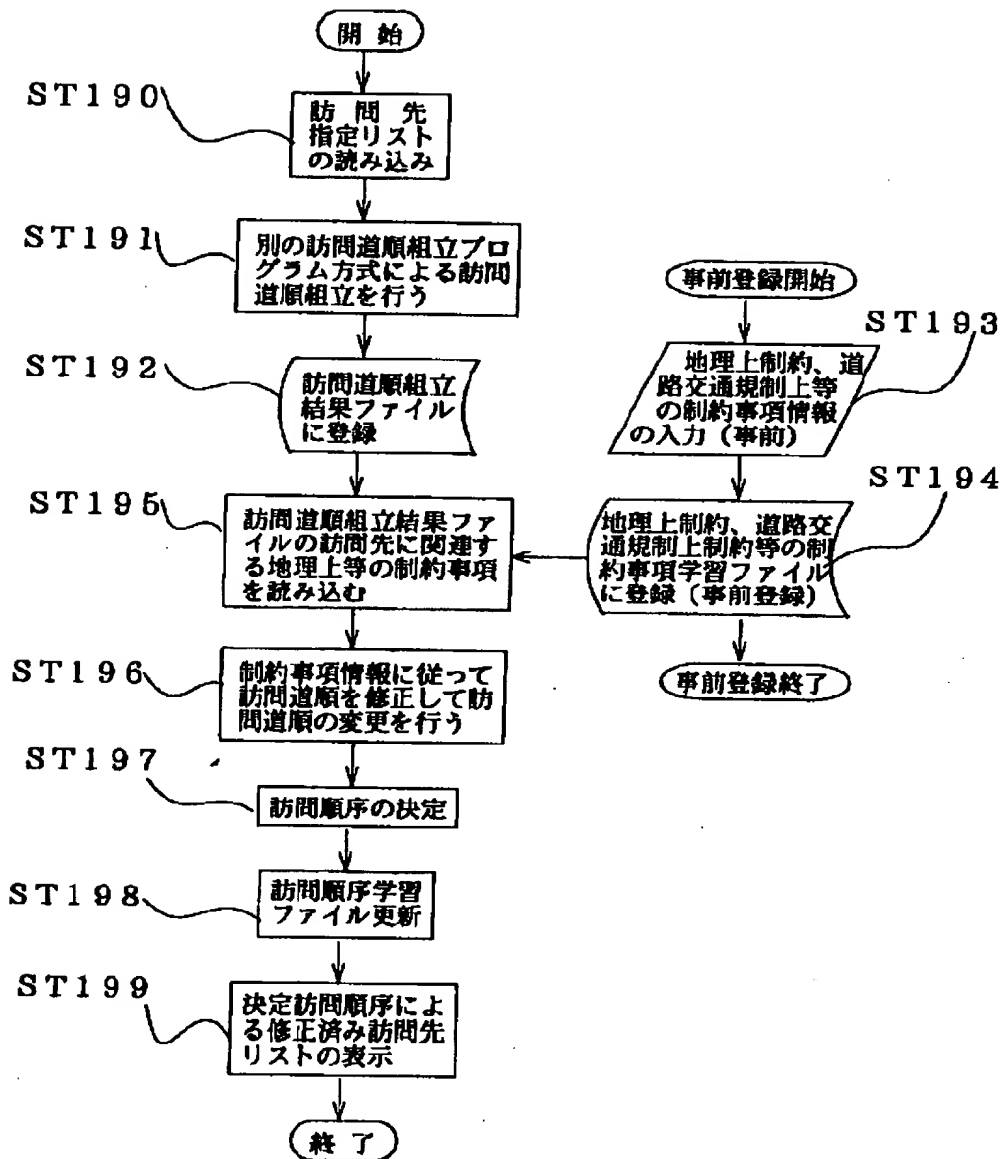 開 始
ST190
訪 問 先
指定リスト
の読み込み
ST191
別の訪問道順組立プロ
グラム方式による訪問
道順組立を行う
ST192
訪問道順組立
結果ファイル
に登録
事前登録開始
ST193
地理上制約、道
路交通規制上等
の制約事項情報
の入力(事前)
ST194
地理上制約、道路交
通規制上制約等の制
約事項学習ファイル
に登録(事前登録)
事前登録終了
ST195
訪問道順組立結果ファ
イルの訪問先に関連す
る地理上等の制約事項
を読み込む
ST196
制約事項情報に従って
訪問道順を修正して訪
問道順の変更を行う
ST197
訪問順序の決定
ST198
訪問順序学習
ファイル更新
ST199
決定訪問順序によ
る修正済み訪問先
リストの表示
終 了